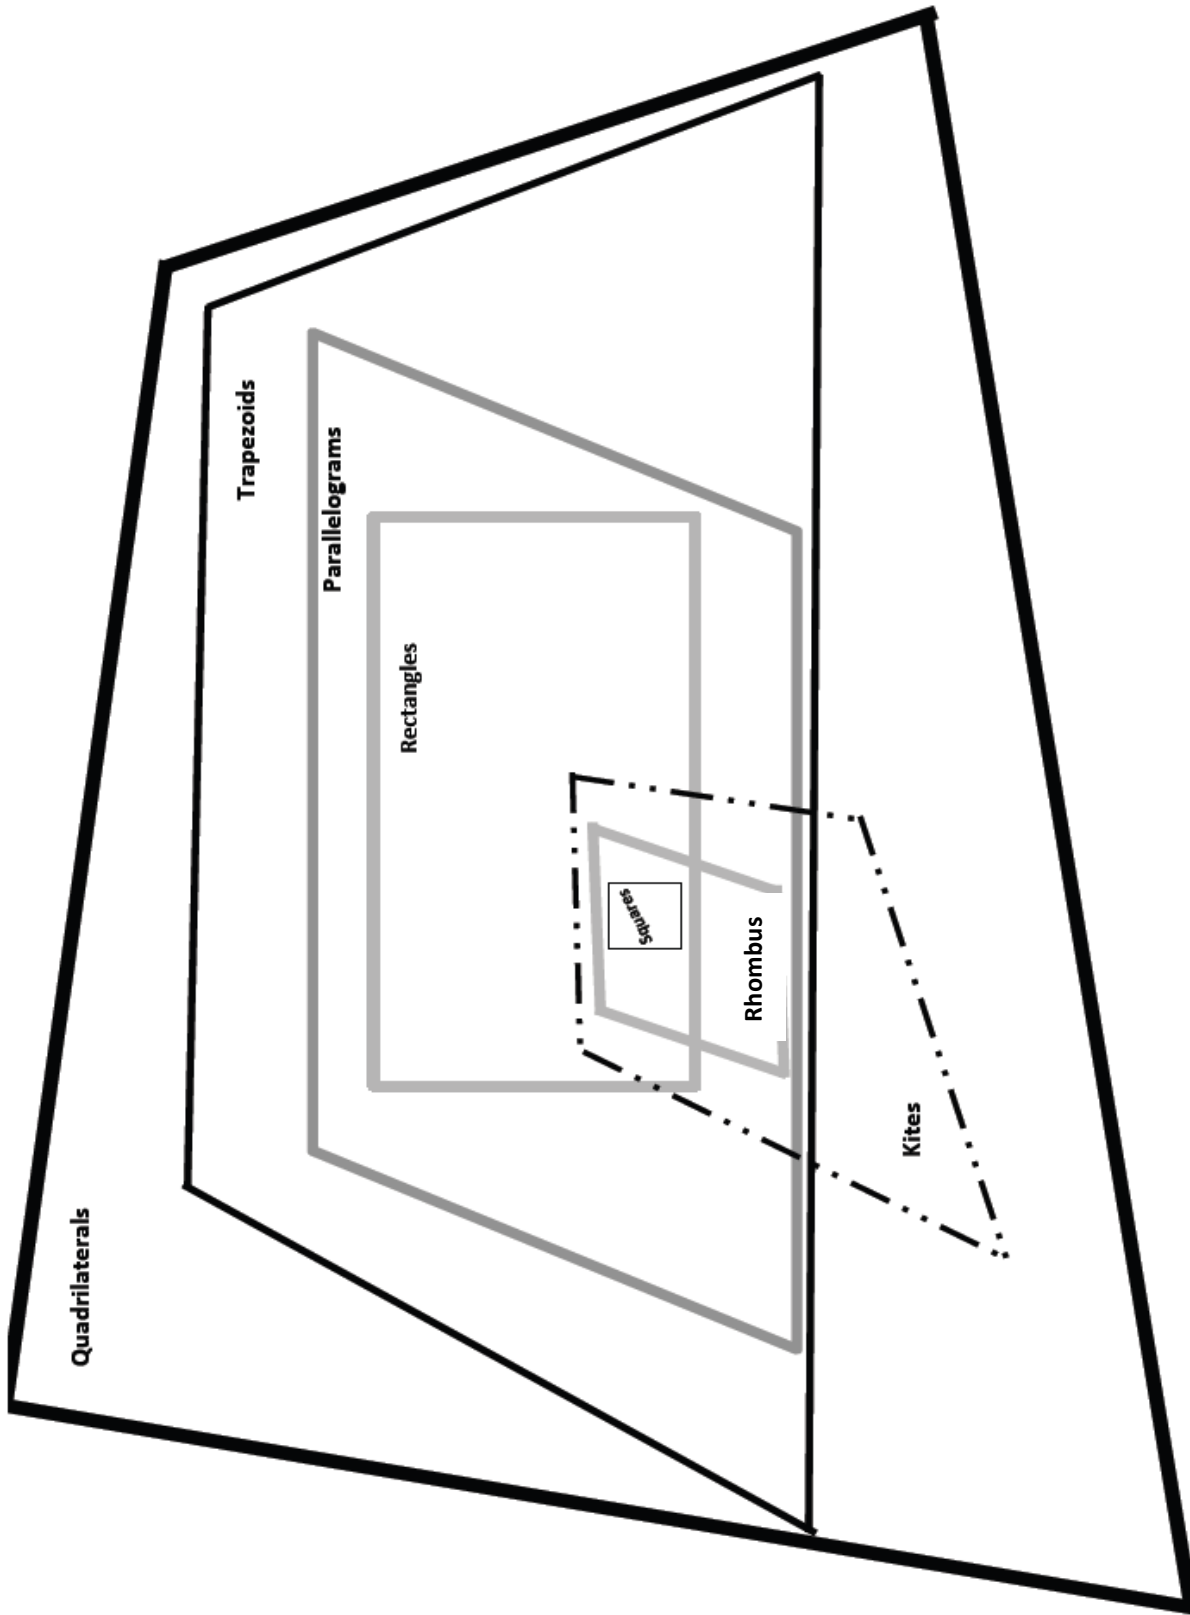 Quadrilaterals
Trapezoids
Parallelograms
Rectangles
Squares
Rhombus
Kites